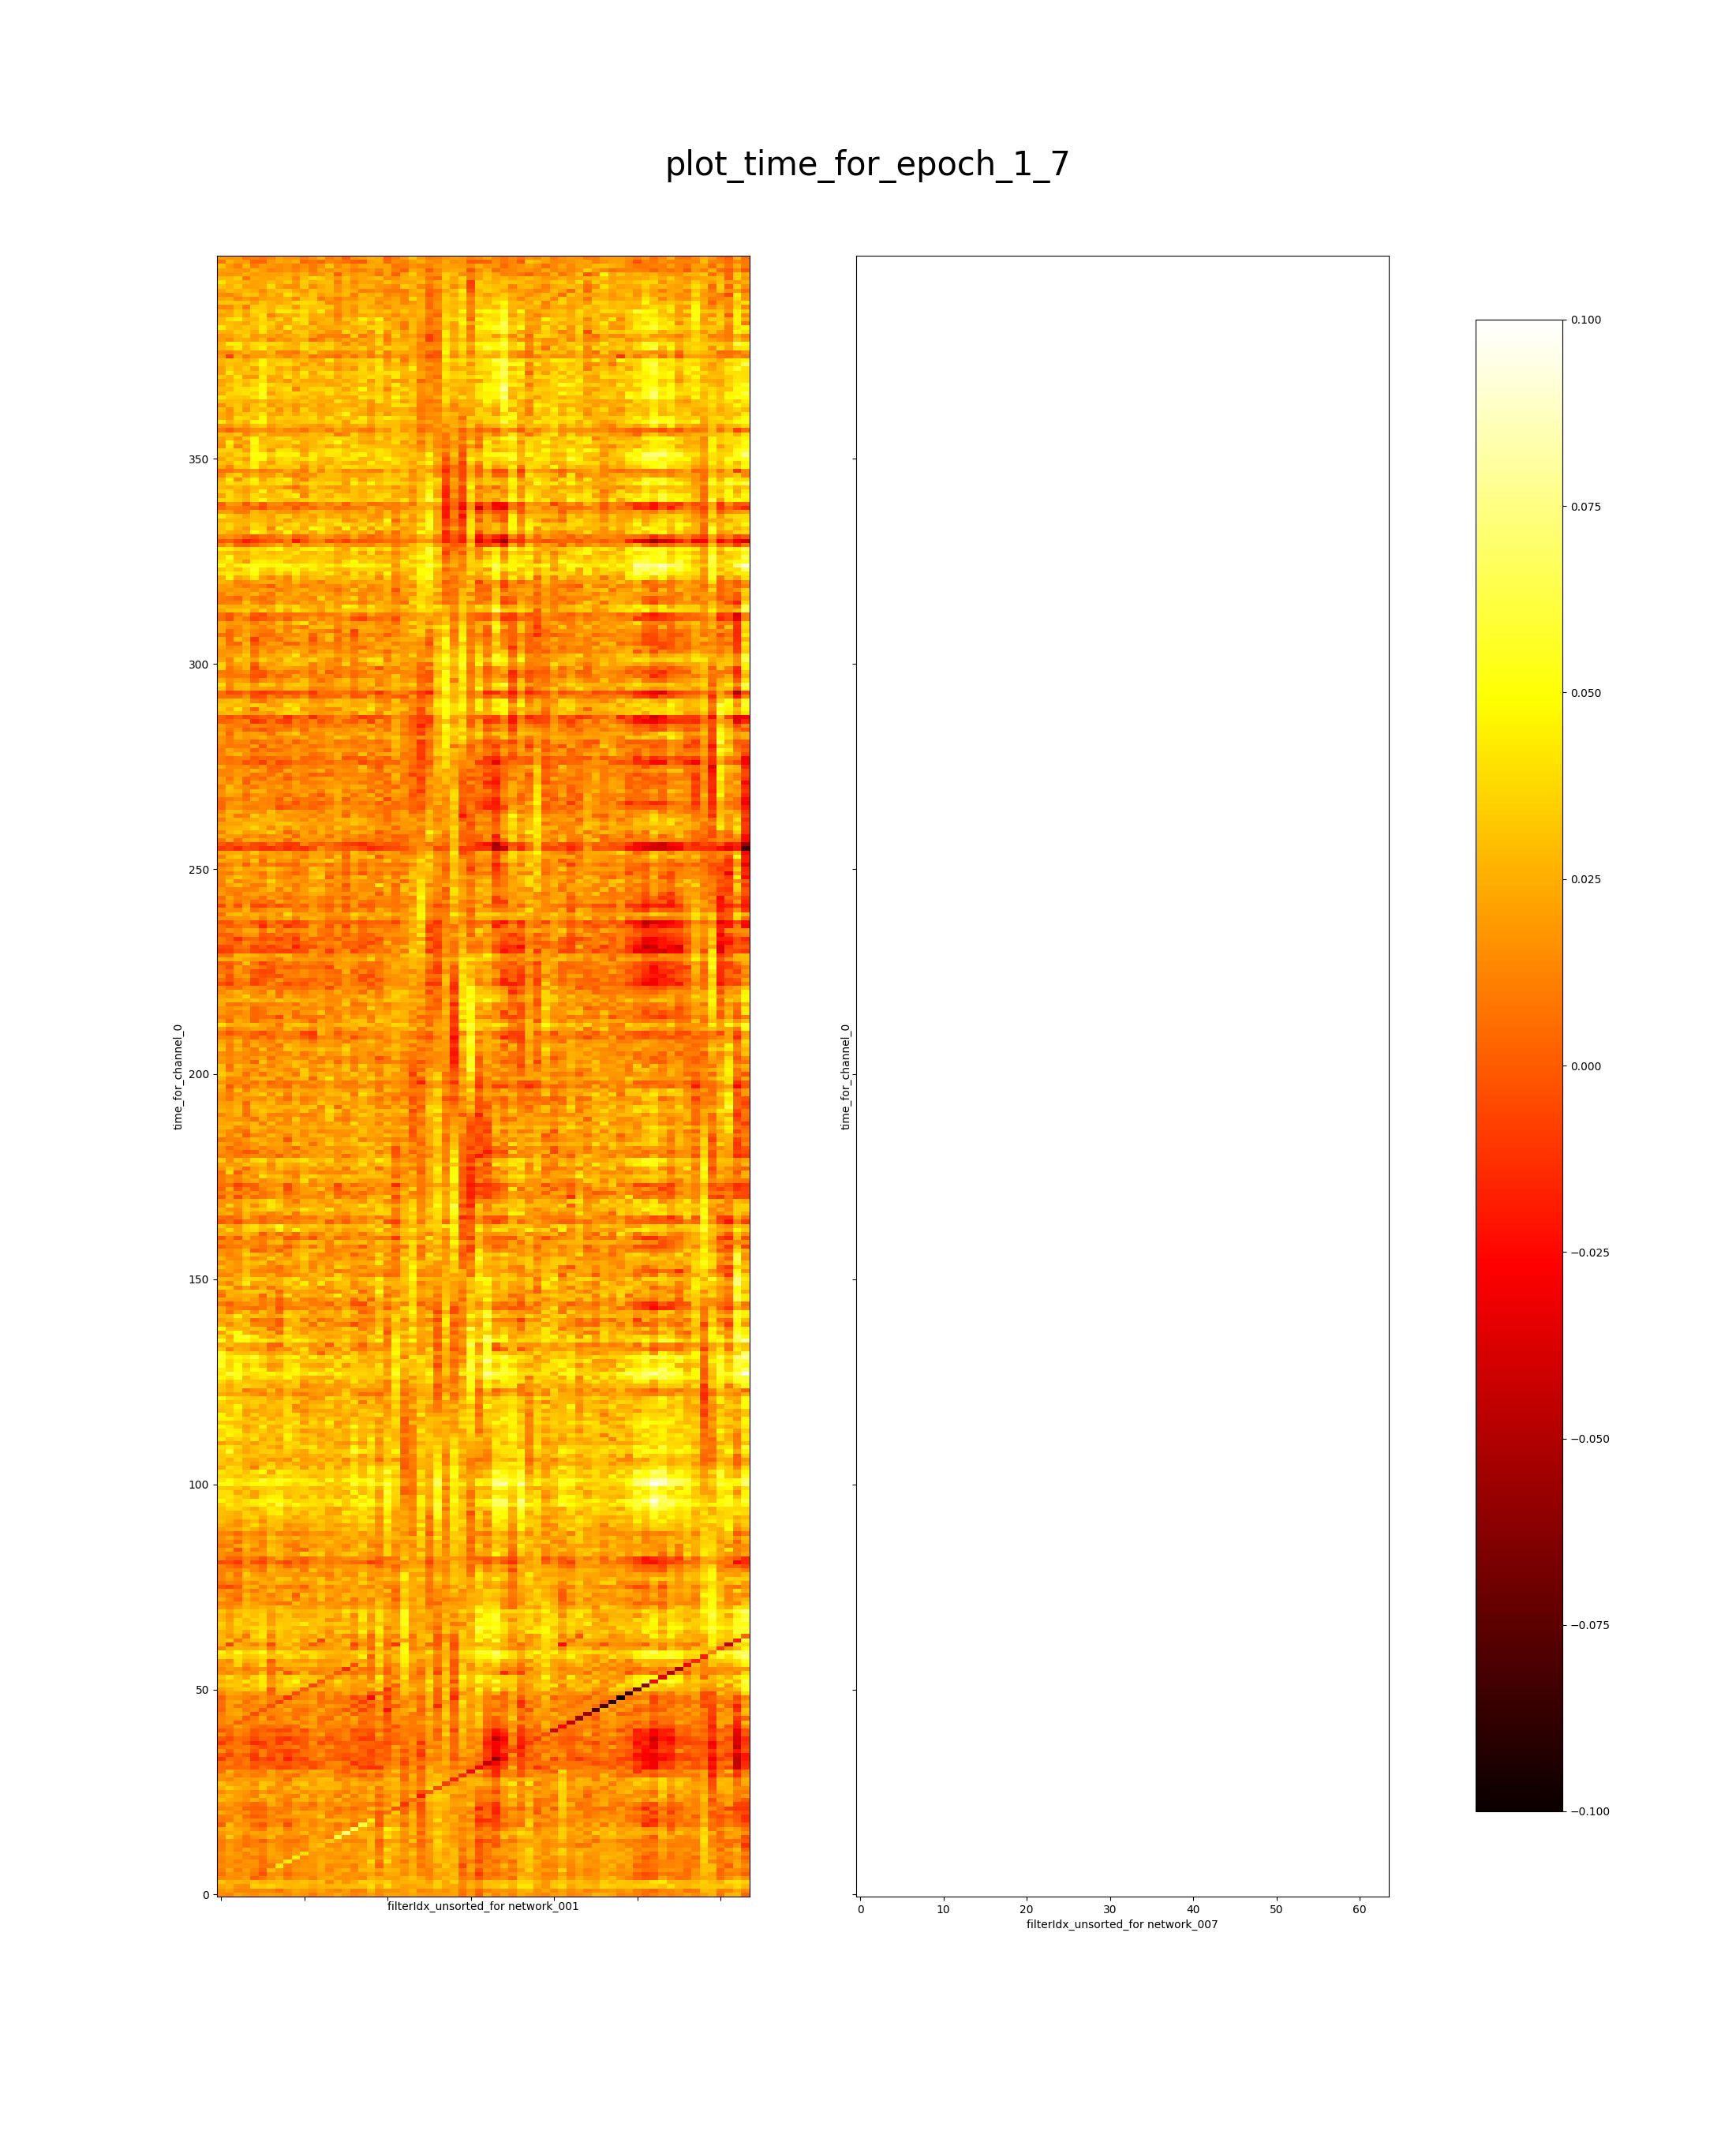 plot_time_for_epoch_1_7
350
300
250
200
150
100
50
0
time_for_channel_0
filterIdx_unsorted_for network_001
time_for_channel_0
0 10 20 30 40 50 60
filterIdx_unsorted_for network_007
0.100
0.075
0.050
0.025
0.000
−0.025
−0.050
−0.075
−0.100